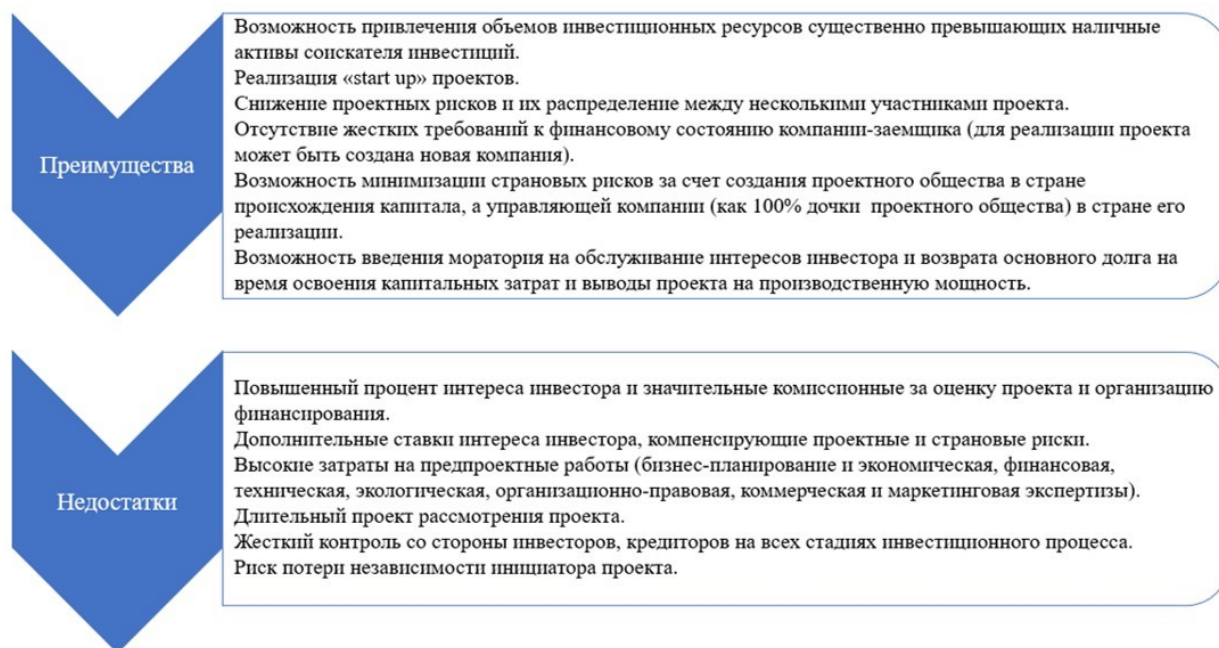 Преимущества
Возможность привлечения объемов инвестиционных ресурсов существенно превышающих наличные
активы соискателя инвестиций.
Реализация «start up» проектов.
Снижение проектных рисков и их распределение между несколькими участниками проекта.
Отсутствие жестких требований к финансовому состоянию компании-заемщика (для реализации проекта
может быть создана новая компания).
Возможность минимизации страновых рисков за счет создания проектного общества в стране
происхождения капитала, а управляющей компании (как 100% дочки проектного общества) в стране его
реализации.
Возможность введения моратория на обслуживание интересов инвестора и возврата основного долга на
время освоения капитальных затрат и выводы проекта на производственную мощность.
Недостатки
Повышенный процент интереса инвестора и значительные комиссионные за оценку проекта и организацию
финансирования.
Дополнительные ставки интереса инвестора, компенсирующие проектные и страновые риски.
Высокие затраты на предпроектные работы (бизнес-планирование и экономическая, финансовая,
техническая, экологическая, организационно-правовая, коммерческая и маркетинговая экспертизы).
Длительный проект рассмотрения проекта.
Жесткий контроль со стороны инвесторов, кредиторов на всех стадиях инвестиционного процесса.
Риск потери независимости инициатора проекта.